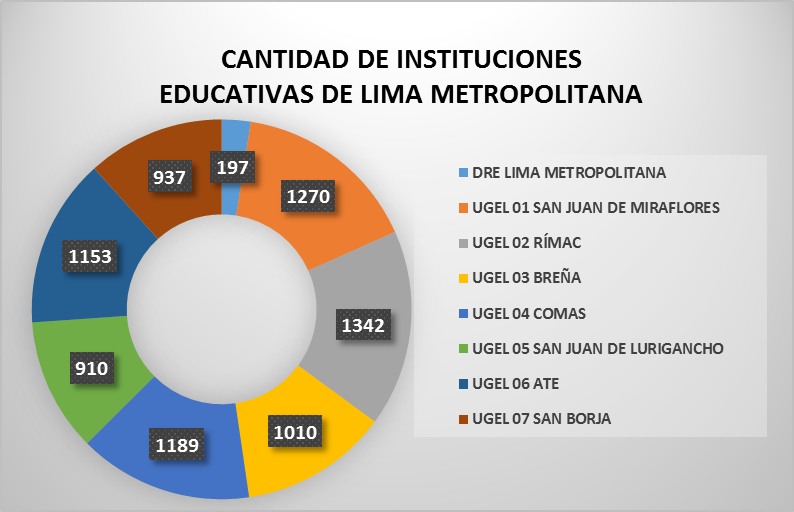 CANTIDAD DE INSTITUCIONES
EDUCATIVAS DE LIMA METROPOLITANA
197
1270
1342
1010
1189
910
1153
937
DRE LIMA METROPOLITANA
UGEL 01 SAN JUAN DE MIRAFLORES
UGEL 02 RÍMAC
UGEL 03 BREÑA
UGEL 04 COMAS
UGEL 05 SAN JUAN DE LURIGANCHO
UGEL 06 ATE
UGEL 07 SAN BORJA